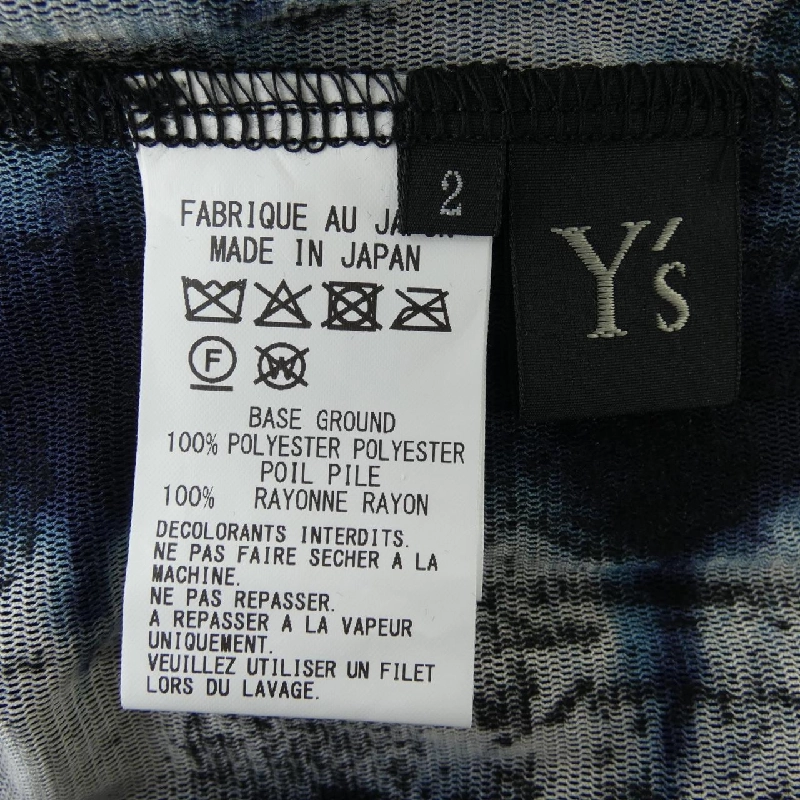 2
Y's
FABRIQUE AU JAPON
MADE IN JAPAN
F
W
BASE GROUND
100% POLYESTER POLYESTER
POIL PILE
100% RAYONNE RAYON
DECOLORANTS INTERDITS.
NE PAS FAIRE SECHER A LA
MACHINE.
NE PAS REPASSER.
A REPASSER A LA VAPEUR
UNIQUEMENT.
VEUILLEZ UTILISER UN FILET
LORS DU LAVAGE.